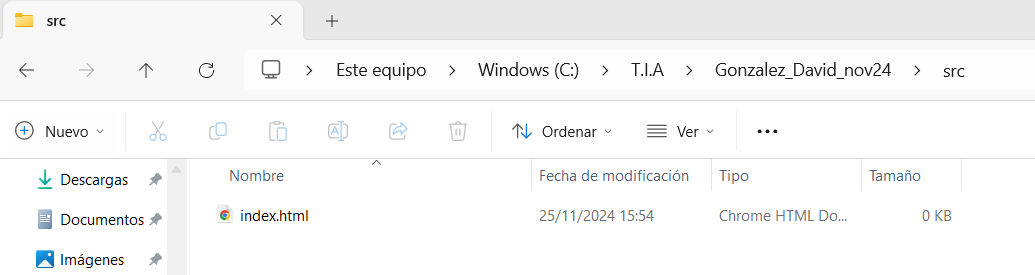 src
Este equipo > Windows (C:) > T.I.A > Gonzalez_David_nov24 > src
Nuevo Ordenar Ver
Nombre Fecha de modificación Tipo Tamaño
index.html 25/11/2024 15:54 Chrome HTML Do... 0 KB
Descargas
Documentos
Imágenes